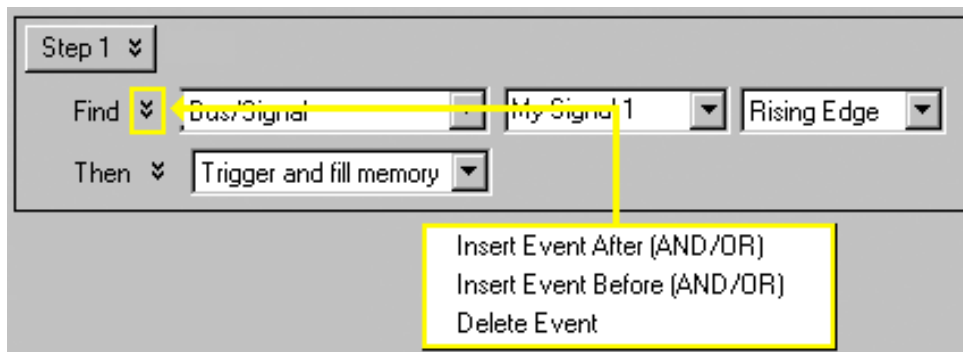 Step 1
Find Bus/Signal My Signal 1 Rising Edge
Then Trigger and fill memory
Insert Event After (AND/OR)
Insert Event Before (AND/OR)
Delete Event